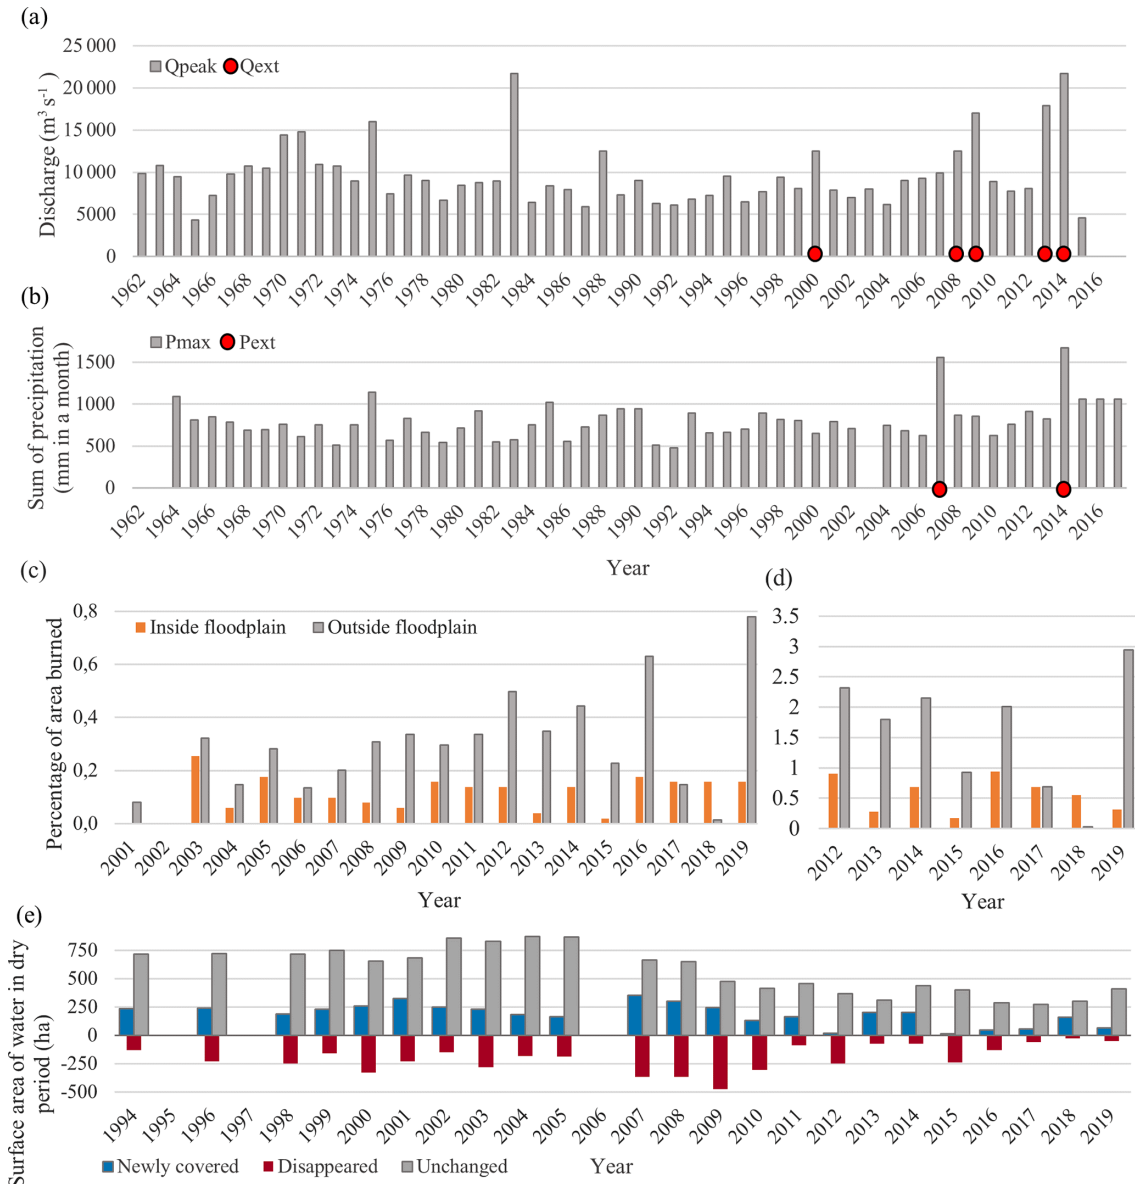 (a)
25 000
20 000
15 000
10 000
5000
0
Discharge (m³ s⁻¹)
Qpeak Qext
1962 1964 1965 1966 1968 1970 1972 1974 1976 1978 1980 1982 1984 1986 1988 1990 1992 1994 1996 1998 2000 2002 2004 2006 2008 2010 2012 2014 2016
(b)
Sum of precipitation
(mm in a month)
1500
1000
500
0
Pmax Pext
1962 1964 1966 1968 1970 1972 1974 1976 1978 1980 1982 1984 1986 1988 1990 1992 1994 1996 1998 2000 2002 2004 2006 2008 2010 2012 2014 2016
Year
(c)
Percentage of area burned
0,8
0,6
0,4
0,2
0,0
Inside floodplain Outside floodplain
2001 2002 2003 2004 2005 2006 2007 2008 2009 2010 2011 2012 2013 2014 2015 2016 2017 2018 2019
Year
(d)
3.5
3
2.5
2
1.5
1
0.5
0
2012 2013 2014 2015 2016 2017 2018 2019
Year
(e)
Surface area of water in dry
period (ha)
750
500
250
0
-250
-500
1994 1995 1996 1997 1998 1999 2000 2001 2002 2003 2004 2005 2006 2007 2008 2009 2010 2011 2012 2013 2014 2015 2016 2017 2018 2019
Newly covered Disappeared Unchanged Year